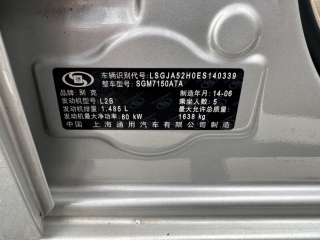 车辆识别代号: LSGJA52H0ES140339
整车型号: SGM7150ATA
品牌: 别克 制造年月: 14-06
发动机型号: L2B 乘坐人数: 5
发动机排量: 1.485 L 最大允许总质量:
发动机最大净功率: 80 kW 1638 kg
中国 上海通用汽车有限公司制造